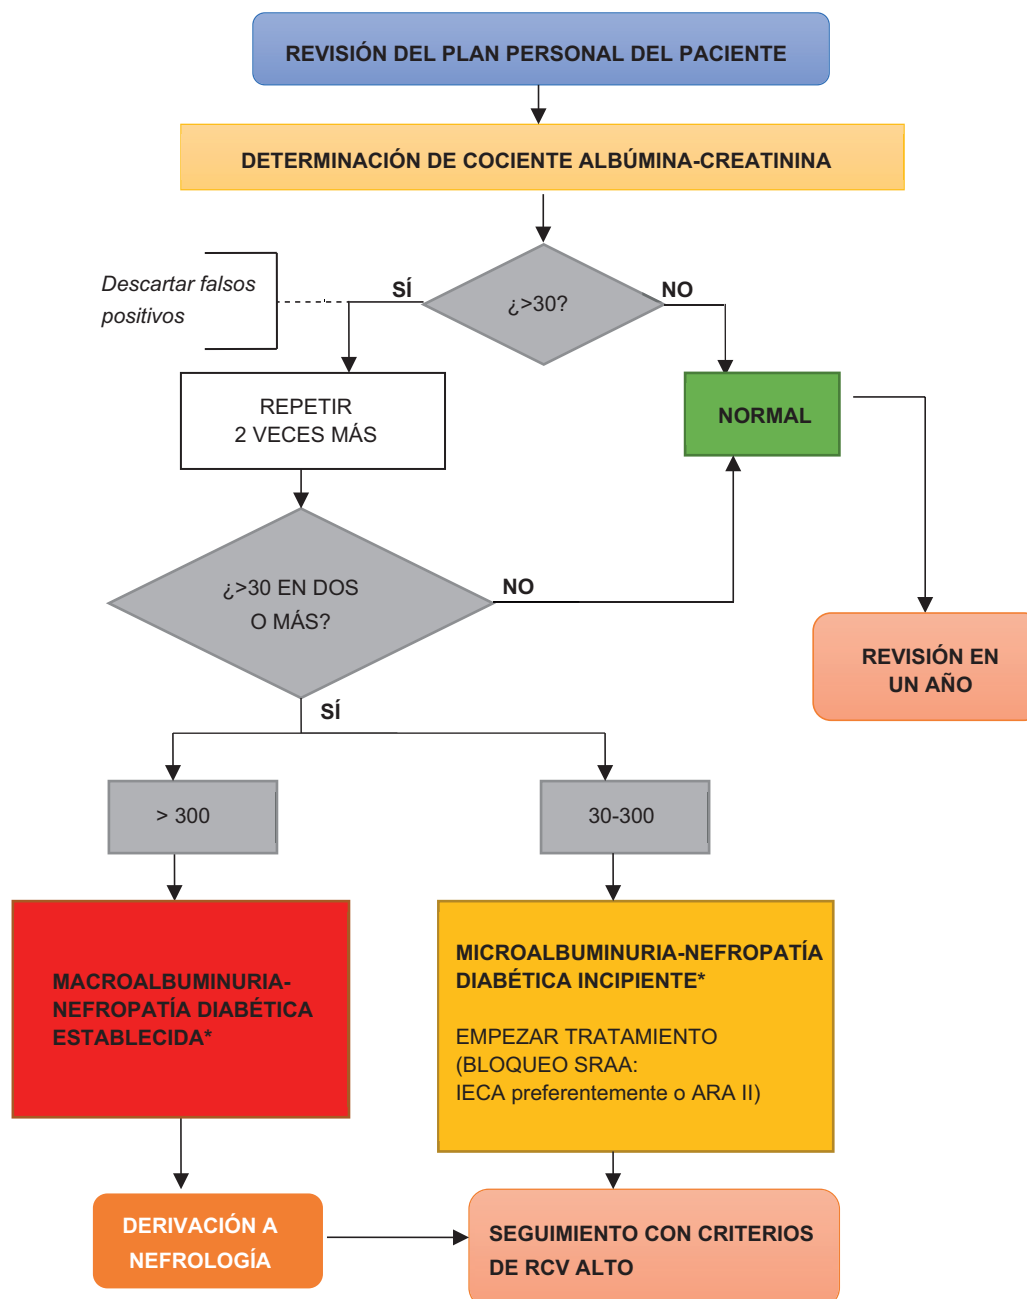 REVISIÓN DEL PLAN PERSONAL DEL PACIENTE
DETERMINACIÓN DE COCIENTE ALBÚMINA-CREATININA
Descartar falsos
positivos
SÍ
¿>30?
NO
REPETIR
2 VECES MÁS
NORMAL
¿>30 EN DOS
O MÁS?
NO
REVISIÓN EN
UN AÑO
SÍ
> 300
30-300
MACROALBUMINURIA-
NEFROPATÍA DIABÉTICA
ESTABLECIDA*
MICROALBUMINURIA-NEFROPATÍA
DIABÉTICA INCIPIENTE*
EMPEZAR TRATAMIENTO
(BLOQUEO SRAA:
IECA preferentemente o ARA II)
DERIVACIÓN A
NEFROLOGÍA
SEGUIMIENTO CON CRITERIOS
DE RCV ALTO